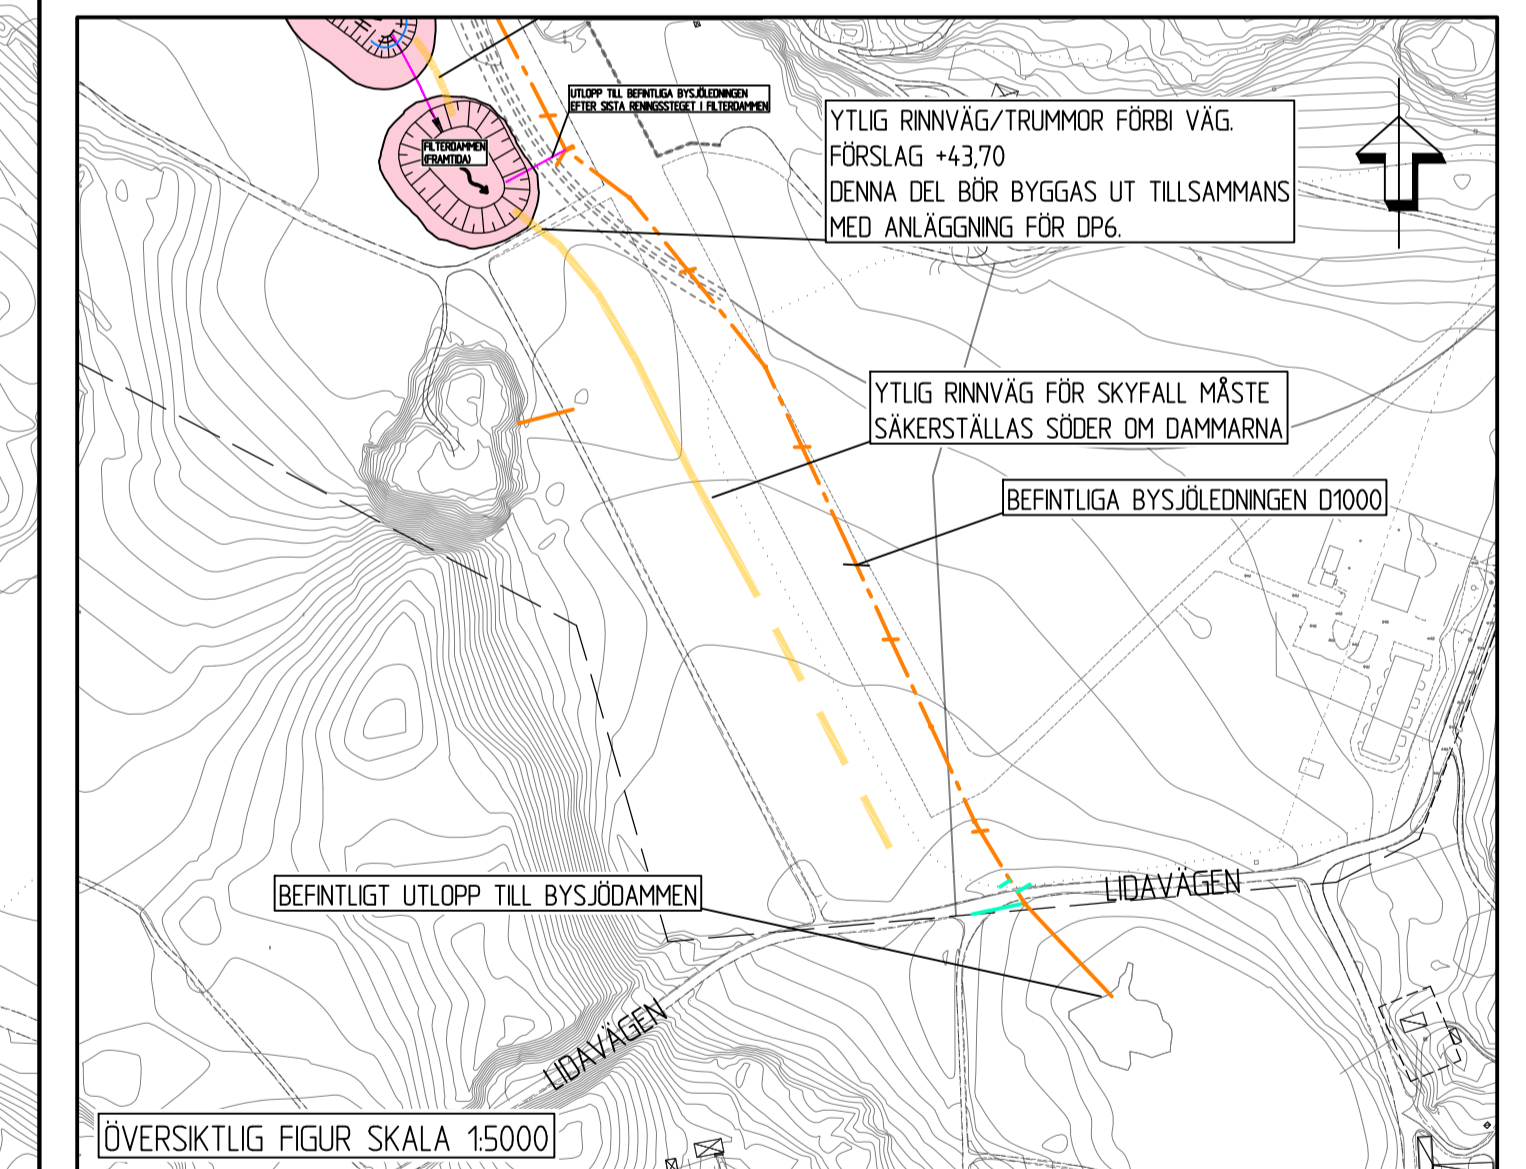 UTLOPP TILL BEFINTLIGA BYSJÖLEDNINGEN
EFTER SISTA RENINGSSTEGET I FILTERDAMMEN
FILTERDAMMEN
(FRAMTIDA)
YTLIG RINNVÄG/TRUMMOR FÖRBI VÄG.
FÖRSLAG +43,70
DENNA DEL BÖR BYGGAS UT TILLSAMMANS
MED ANLÄGGNING FÖR DP6.
YTLIG RINNVÄG FÖR SKYFALL MÅSTE
SÄKERSTÄLLAS SÖDER OM DAMMARNA
BEFINTLIGA BYSJÖLEDNINGEN D1000
BEFINTLIGT UTLOPP TILL BYSJÖDAMMEN
LIDAVÄGEN
LIDAVÄGEN
ÖVERSIKTLIG FIGUR SKALA 1:5000